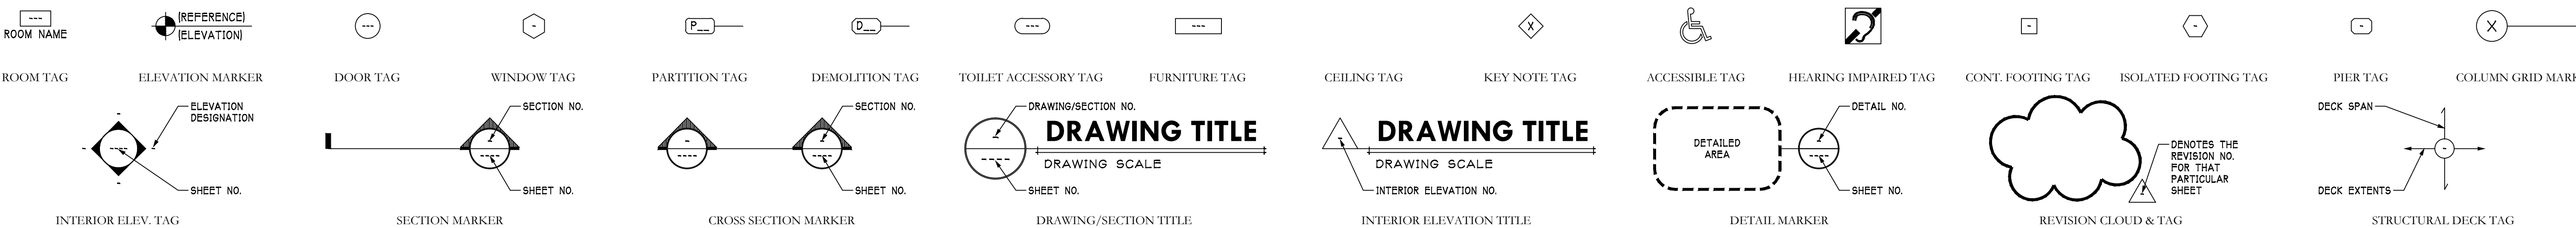 ---
ROOM NAME
(REFERENCE)
(ELEVATION)
---
-
P__
D__
---
---
X
-
-
-
X
ROOM TAG
ELEVATION MARKER
DOOR TAG
WINDOW TAG
PARTITION TAG
DEMOLITION TAG
TOILET ACCESSORY TAG
FURNITURE TAG
CEILING TAG
KEY NOTE TAG
ACCESSIBLE TAG
HEARING IMPAIRED TAG
CONT. FOOTING TAG
ISOLATED FOOTING TAG
PIER TAG
COLUMN GRID MARK
ELEVATION
DESIGNATION
SHEET NO.
INTERIOR ELEV. TAG
SECTION NO.
SHEET NO.
SECTION MARKER
SECTION NO.
SHEET NO.
CROSS SECTION MARKER
DRAWING/SECTION NO.
DRAWING TITLE
DRAWING SCALE
SHEET NO.
DRAWING/SECTION TITLE
DRAWING TITLE
DRAWING SCALE
INTERIOR ELEVATION NO.
INTERIOR ELEVATION TITLE
DETAILED
AREA
DETAIL NO.
SHEET NO.
DETAIL MARKER
DENOTES THE
REVISION NO.
FOR THAT
PARTICULAR
SHEET
REVISION CLOUD & TAG
DECK SPAN
DECK EXTENTS
STRUCTURAL DECK TAG